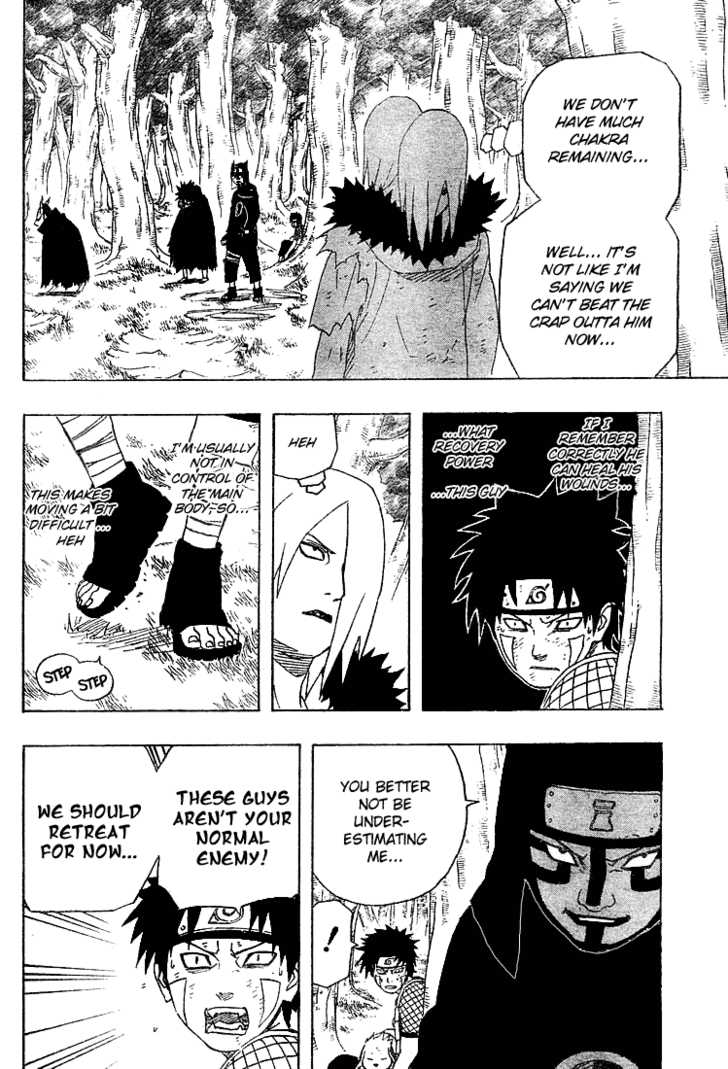 WE DON'T
HAVE MUCH
CHAKRA
REMAINING...
WELL... IT'S
NOT LIKE I'M
SAYING WE
CAN'T BEAT THE
CRAP OUTTA HIM
NOW...
IF I
REMEMBER
CORRECTLY HE
CAN HEAL HIS
WOUNDS...
...WHAT
RECOVERY
POWER
...THIS GUY
HEH
I'M USUALLY
NOT IN
CONTROL OF
THE MAIN
BODY, SO...
THIS MAKES
MOVING A BIT
DIFFICULT...
HEH
STEP
STEP
YOU BETTER
NOT BE
UNDER-
ESTIMATING
ME...
!
THESE GUYS
AREN'T YOUR
NORMAL
ENEMY!
WE SHOULD
RETREAT
FOR NOW...